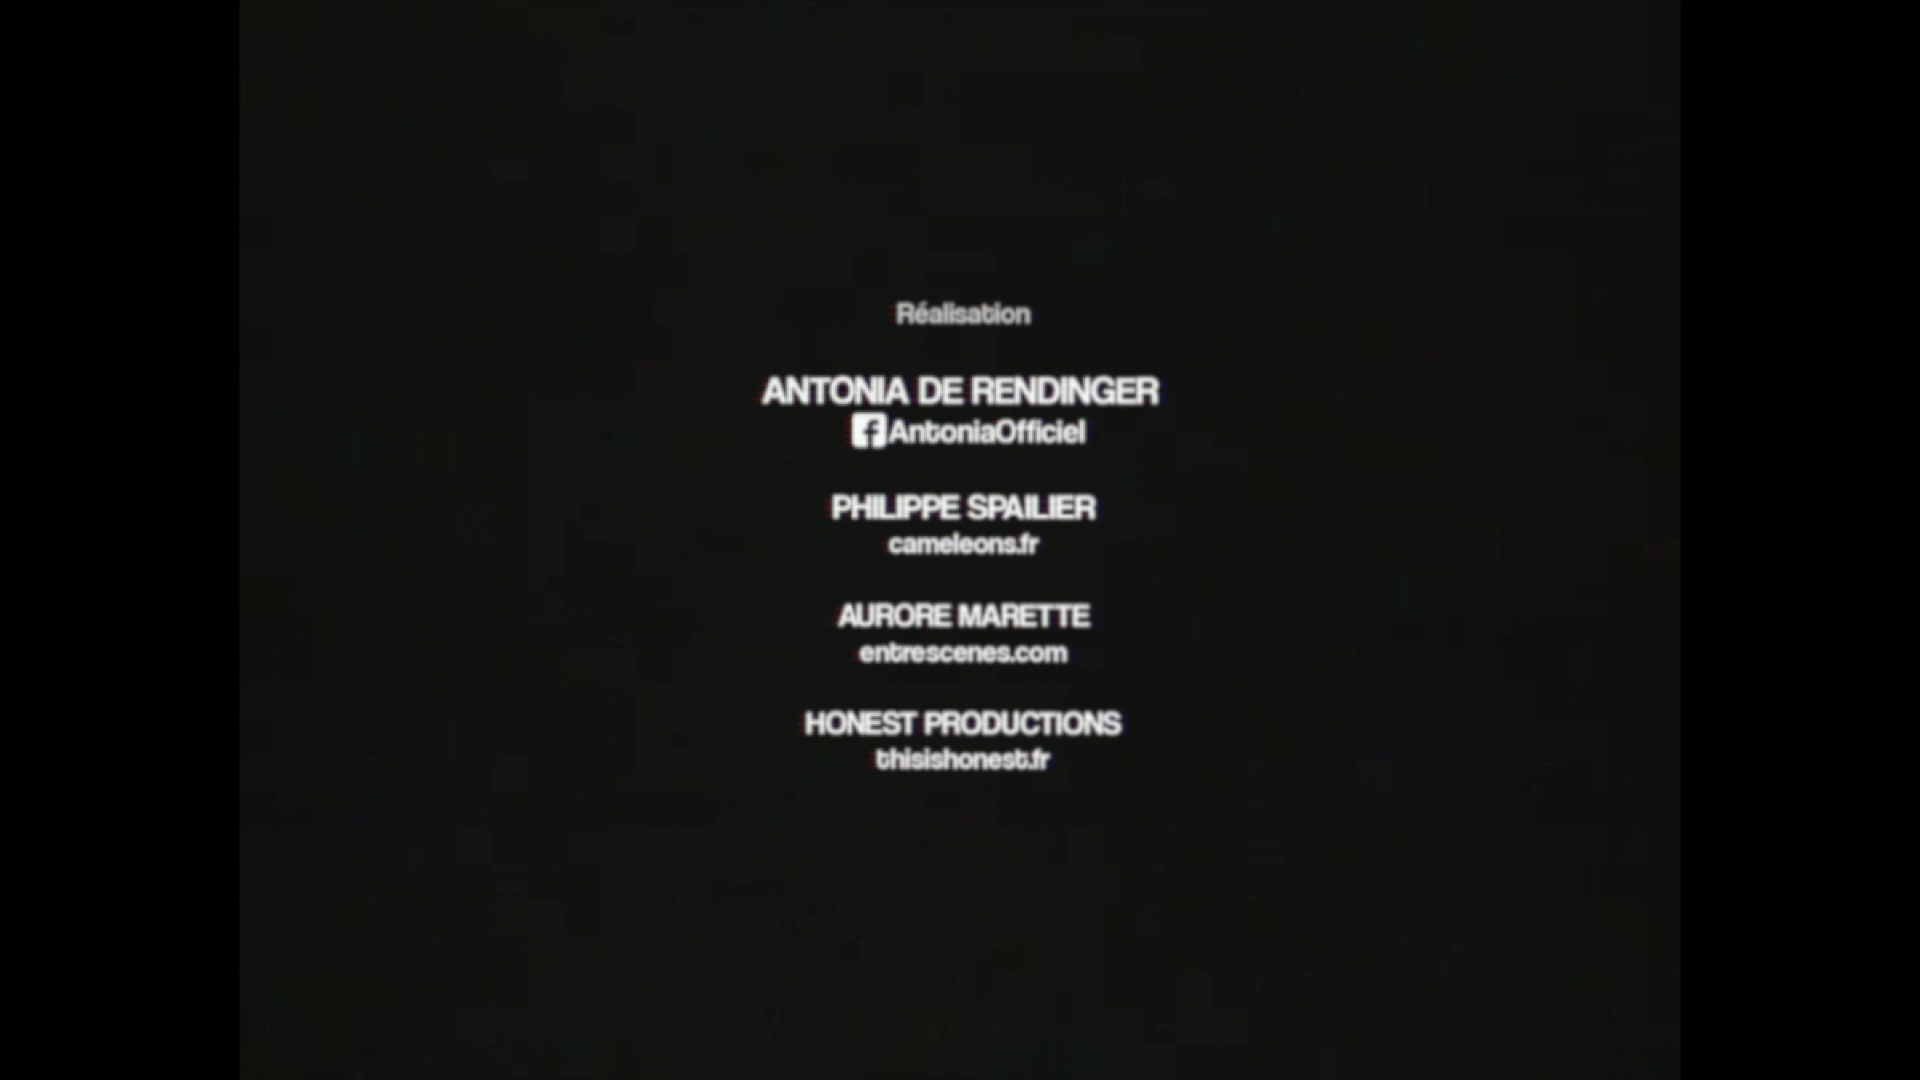 Réalisation
ANTONIA DE RENDINGER
AntoniaOfficiel
PHILIPPE SPAILIER
cameleons.fr
AURORE MARETTE
entrescenes.com
HONEST PRODUCTIONS
thisishonest.fr